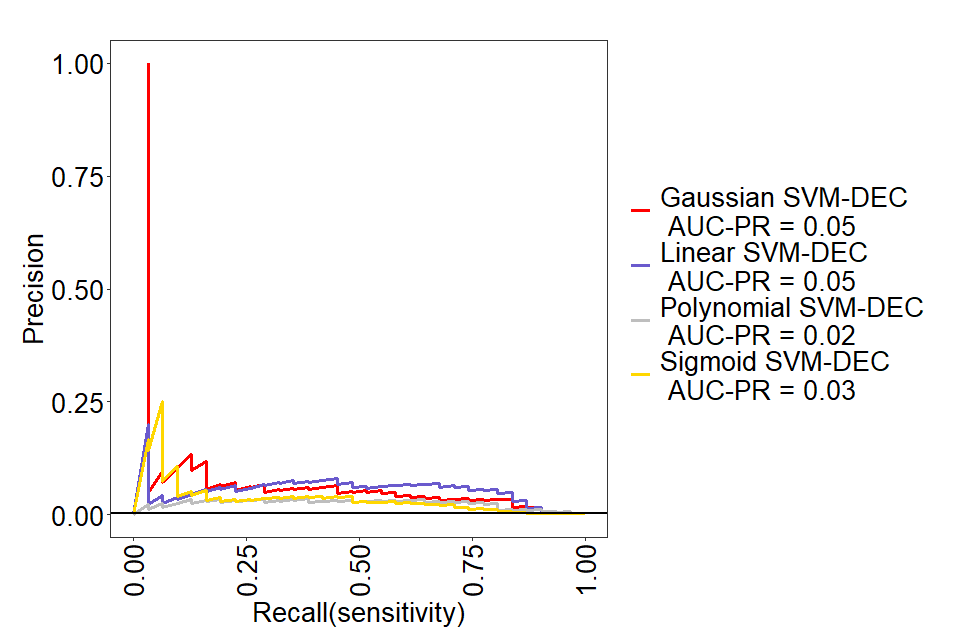 1.00
0.75
0.50
0.25
0.00
Precision
0.00
0.25
0.50
0.75
1.00
Recall(sensitivity)
Gaussian SVM-DEC
AUC-PR = 0.05
Linear SVM-DEC
AUC-PR = 0.05
Polynomial SVM-DEC
AUC-PR = 0.02
Sigmoid SVM-DEC
AUC-PR = 0.03